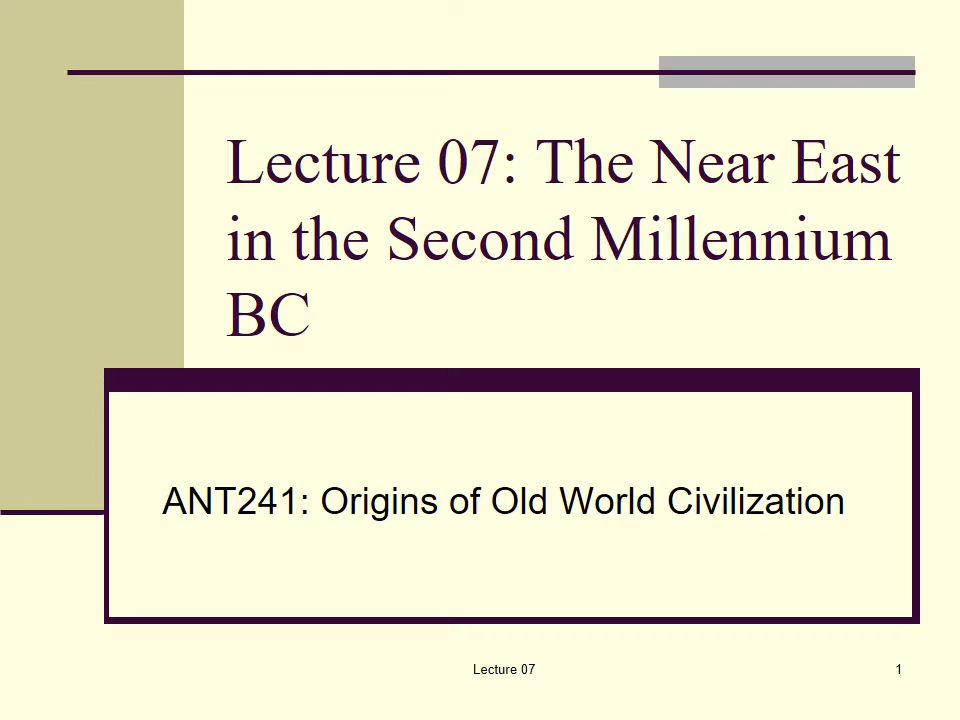 Lecture 07: The Near East
in the Second Millennium
BC
ANT241: Origins of Old World Civilization
Lecture 07
1